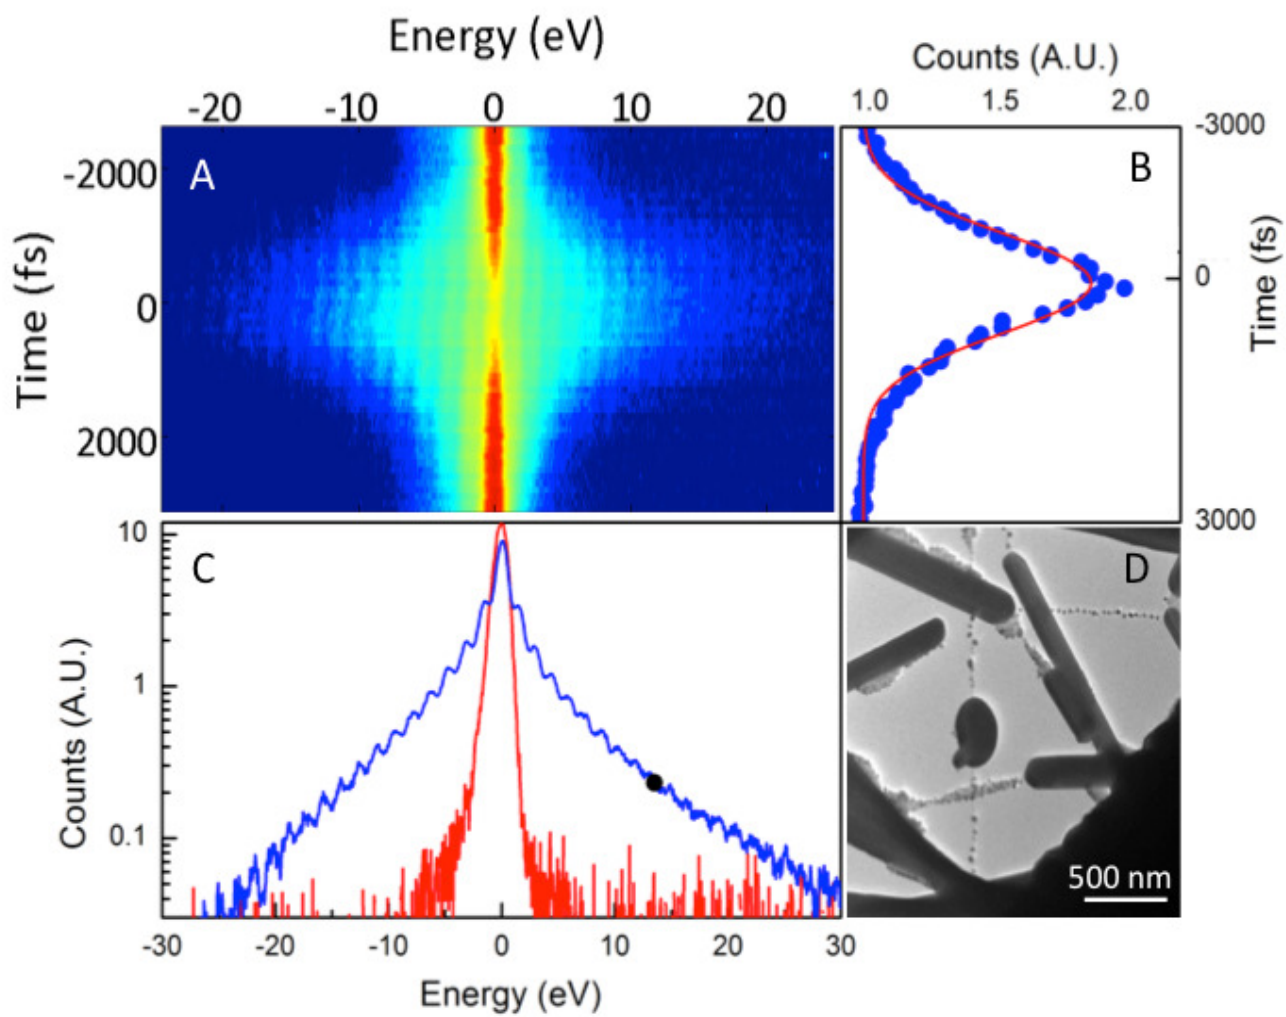 Energy (eV)
-20 -10 0 10 20
Counts (A.U.)
1.0 1.5 2.0
A
-2000
0
2000
Time (fs)
B
-3000
0
3000
Time (fs)
C
10
1
0.1
Counts (A.U.)
D
500 nm
-30 -20 -10 0 10 20 30
Energy (eV)